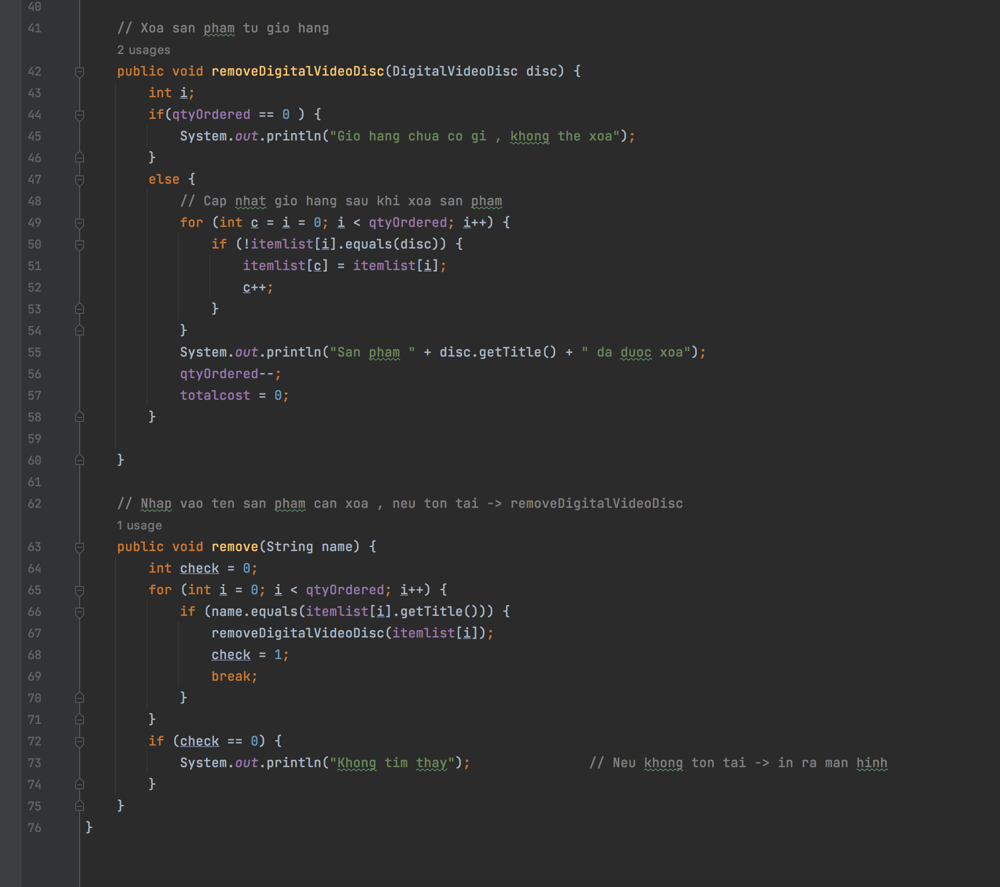 40
41 // Xoa san pham tu gio hang
2 usages
42 public void removeDigitalVideoDisc(DigitalVideoDisc disc) {
43 int i;
44 if(qtyOrdered == 0 ) {
45 System.out.println("Gio hang chua co gi , khong the xoa");
46 }
47 else {
48 // Cap nhat gio hang sau khi xoa san pham
49 for (int c = i = 0; i < qtyOrdered; i++) {
50 if (!itemlist[i].equals(disc)) {
51 itemlist[c] = itemlist[i];
52 c++;
53 }
54 }
55 System.out.println("San pham " + disc.getTitle() + " da duoc xoa");
56 qtyOrdered--;
57 totalcost = 0;
58 }
59
60 }
61
62 // Nhap vao ten san pham can xoa , neu ton tai -> removeDigitalVideoDisc
1 usage
63 public void remove(String name) {
64 int check = 0;
65 for (int i = 0; i < qtyOrdered; i++) {
66 if (name.equals(itemlist[i].getTitle())) {
67 removeDigitalVideoDisc(itemlist[i]);
68 check = 1;
69 break;
70 }
71 }
72 if (check == 0) {
73 System.out.println("Khong tim thay"); // Neu khong ton tai -> in ra man hinh
74 }
75 }
76 }